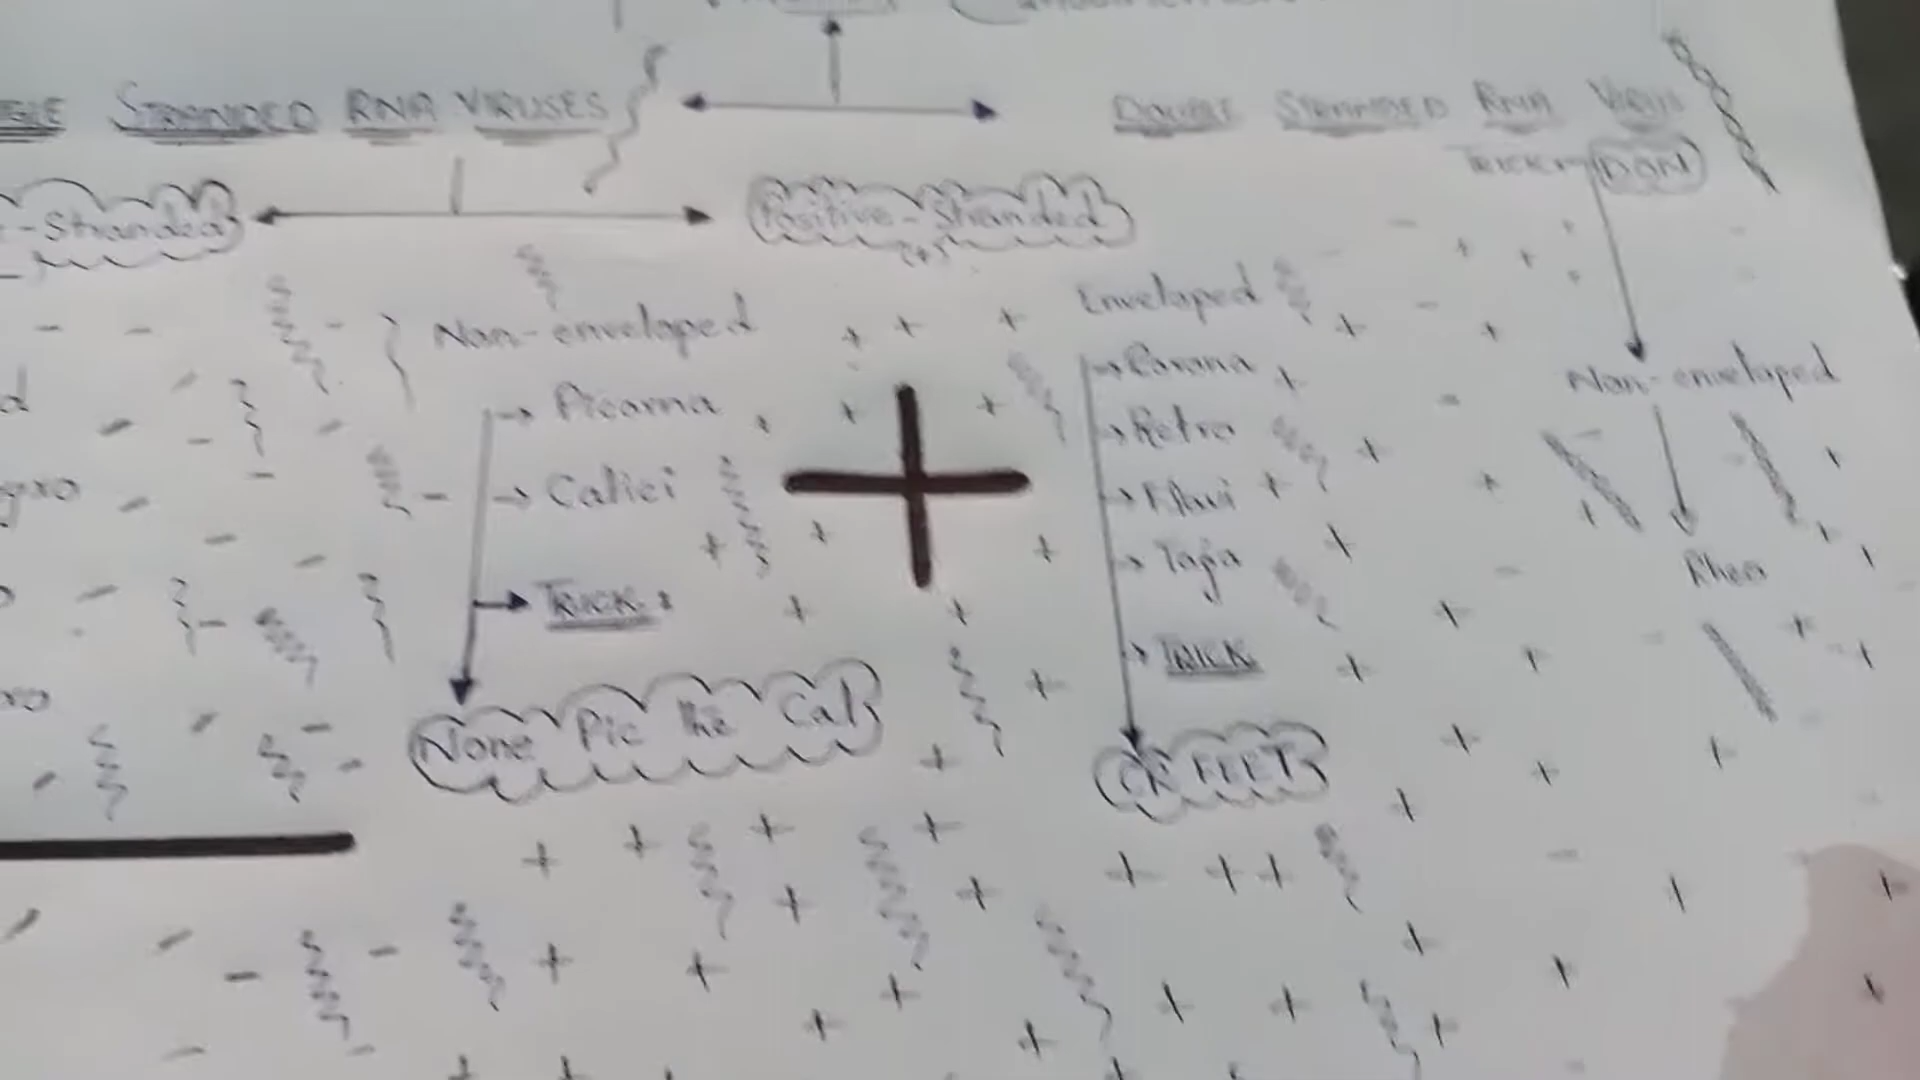 STRANDED RNA VIRUSES
DOUBLE STRANDED RNA VIRUS
TRICK → DON
-Stranded
Positive-Stranded
(+)
Non-enveloped
→ Picorna
→ Calici
→ TRICK:
None Pic the Cal
Enveloped
→ Corona
→ Retro
→ Flavi
→ Toga
→ TRICK
CR FEET
Non-enveloped
Rheo